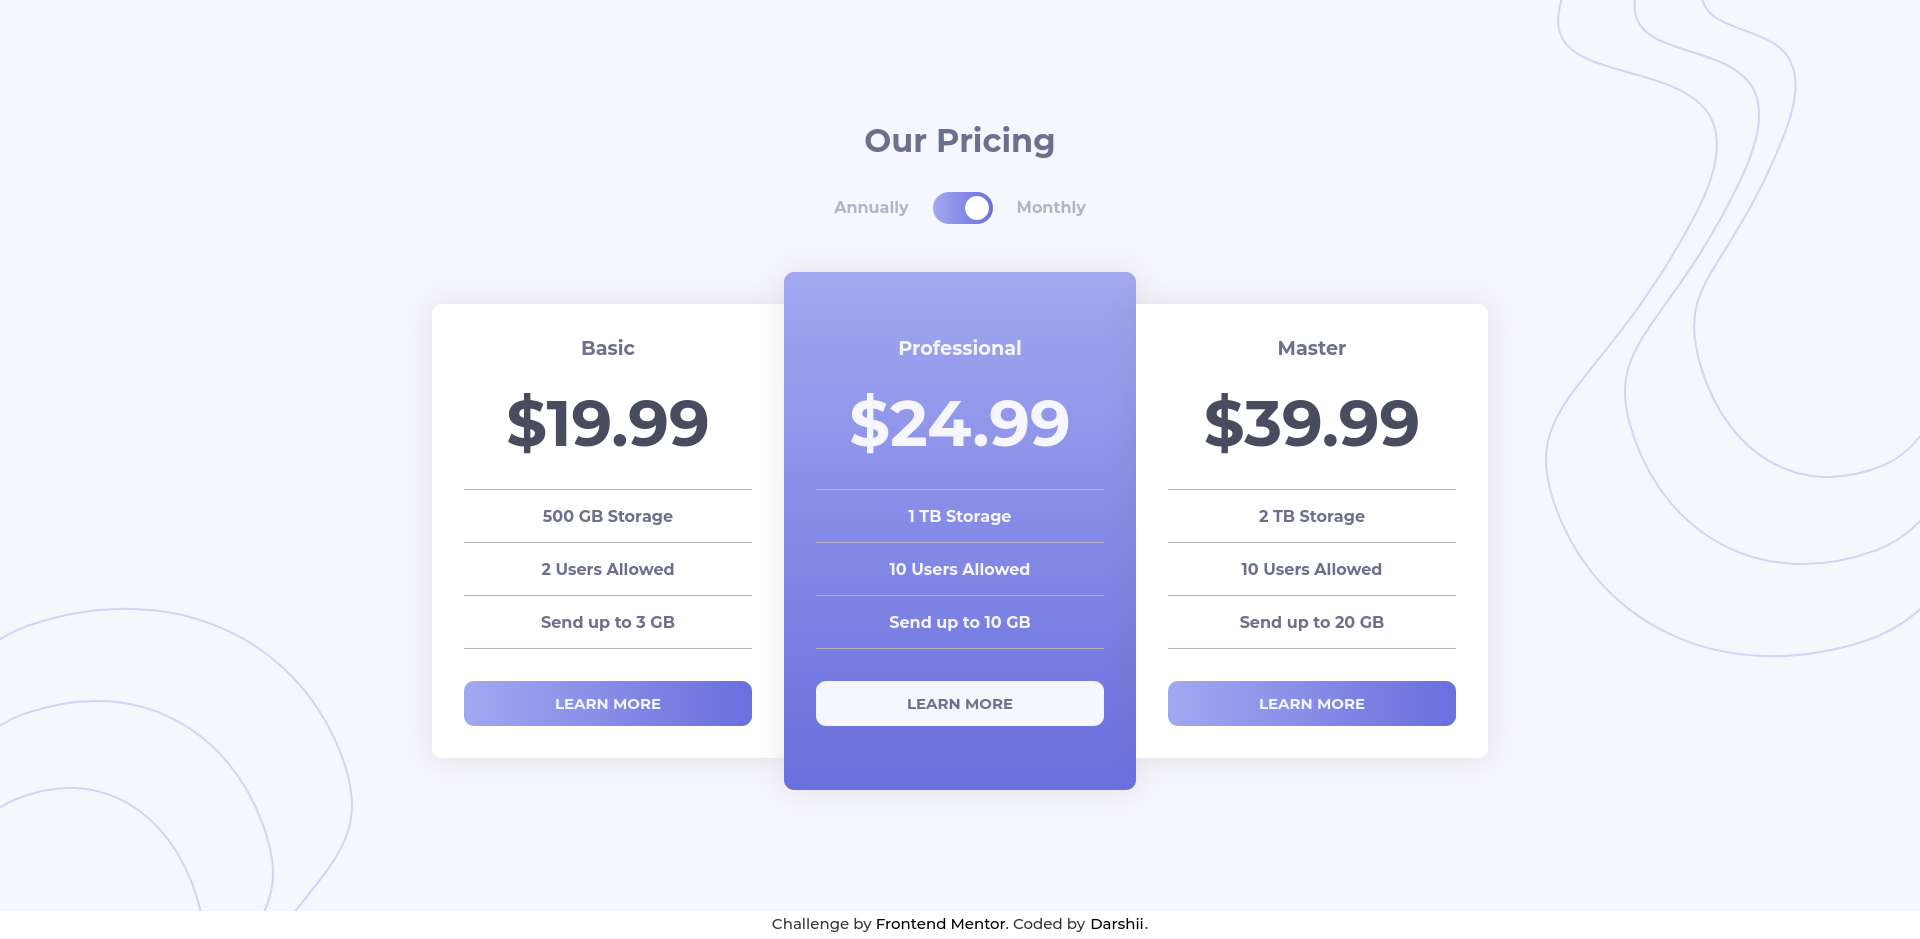 Our Pricing
Annually
Monthly
Basic
$19.99
500 GB Storage
2 Users Allowed
Send up to 3 GB
LEARN MORE
Professional
$24.99
1 TB Storage
10 Users Allowed
Send up to 10 GB
LEARN MORE
Master
$39.99
2 TB Storage
10 Users Allowed
Send up to 20 GB
LEARN MORE
Challenge by Frontend Mentor. Coded by Darshii.